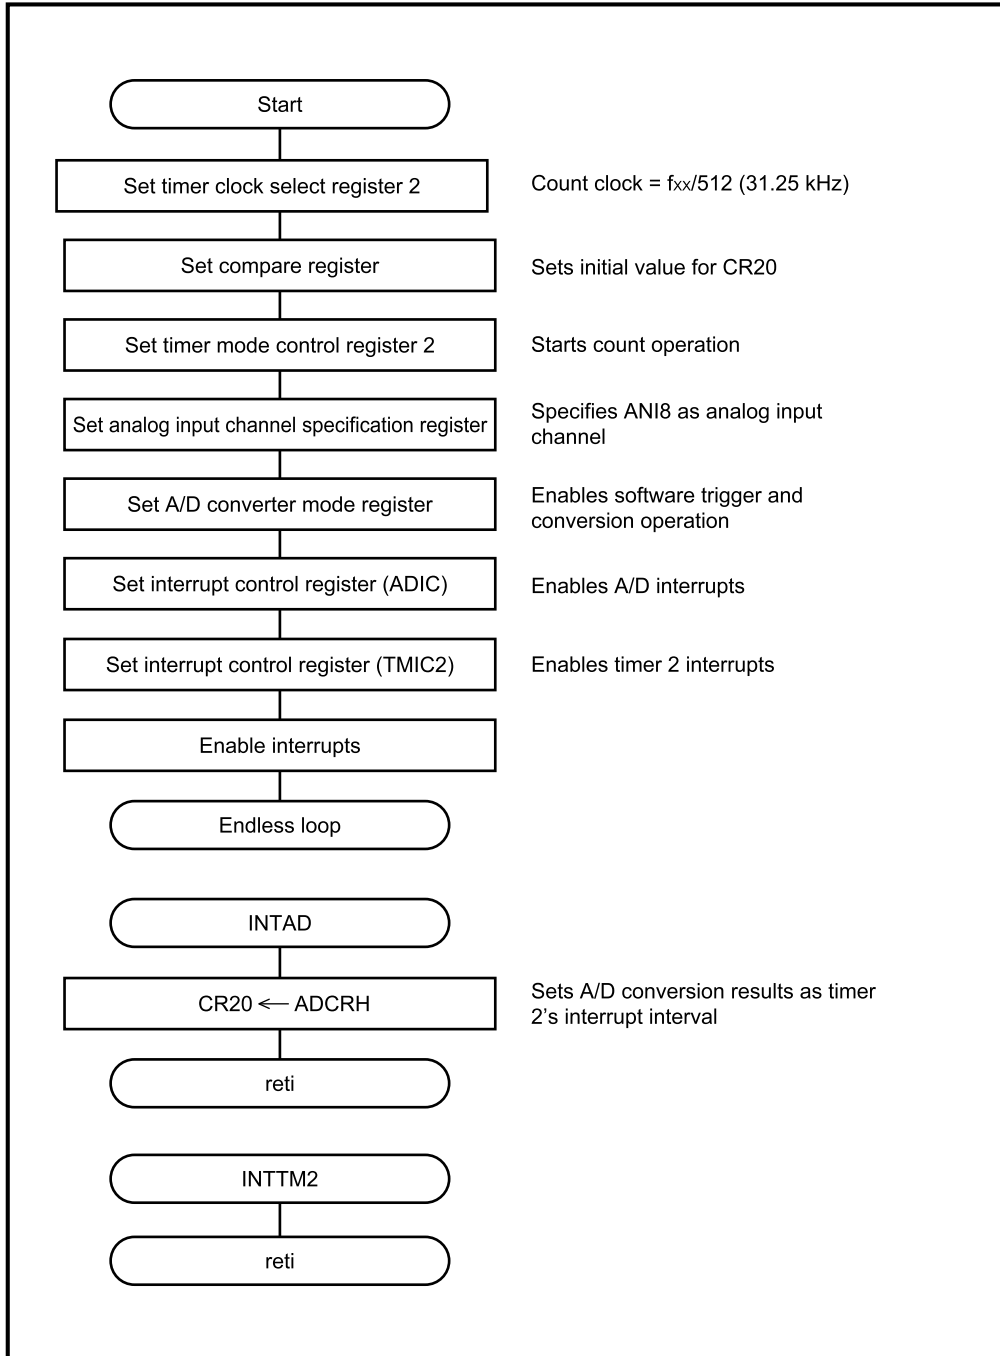 Start
Set timer clock select register 2
Count clock = fxx/512 (31.25 kHz)
Set compare register
Sets initial value for CR20
Set timer mode control register 2
Starts count operation
Set analog input channel specification register
Specifies ANI8 as analog input
channel
Set A/D converter mode register
Enables software trigger and
conversion operation
Set interrupt control register (ADIC)
Enables A/D interrupts
Set interrupt control register (TMIC2)
Enables timer 2 interrupts
Enable interrupts
Endless loop
INTAD
CR20 ← ADCRH
Sets A/D conversion results as timer
2’s interrupt interval
reti
INTTM2
reti